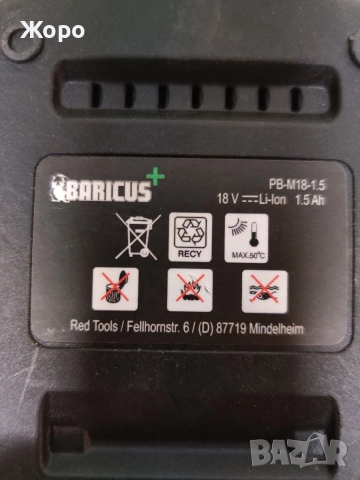 Жоро
BARICUS+
PB-M18-1.5
18 V ⎓ Li-Ion 1.5 Ah
RECY
MAX.50°C
Red Tools / Fellhornstr. 6 / (D) 87719 Mindelheim
BAZAR